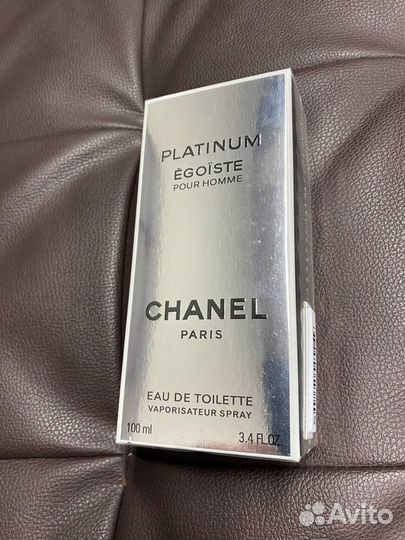 PLATINUM
ÉGOÏSTE
POUR HOMME
CHANEL
PARIS
EAU DE TOILETTE
VAPORISATEUR SPRAY
100 ml 3.4 FL.OZ
Avito